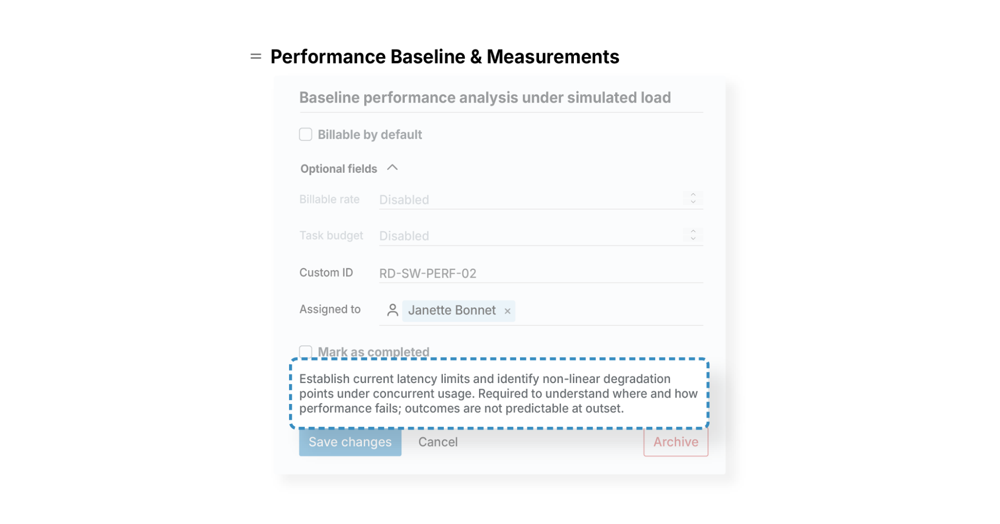 Performance Baseline & Measurements
Baseline performance analysis under simulated load
Billable by default
Optional fields
Billable rate Disabled
Task budget Disabled
Custom ID RD-SW-PERF-02
Assigned to Janette Bonnet ×
Mark as completed
Establish current latency limits and identify non-linear degradation
points under concurrent usage. Required to understand where and how
performance fails; outcomes are not predictable at outset.
Save changes Cancel Archive